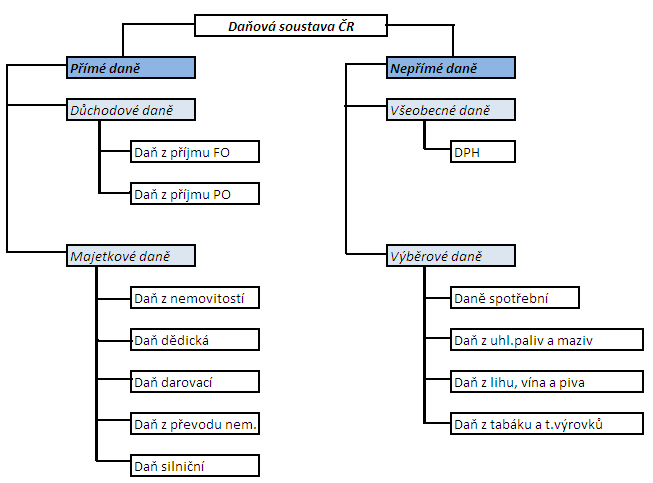 Daňová soustava ČR
Přímé daně
Důchodové daně
Daň z příjmu FO
Daň z příjmu PO
Majetkové daně
Daň z nemovitostí
Daň dědická
Daň darovací
Daň z převodu nem.
Daň silniční
Nepřímé daně
Všeobecné daně
DPH
Výběrové daně
Daně spotřební
Daň z uhl.paliv a maziv
Daň z lihu, vína a piva
Daň z tabáku a t.výrovků